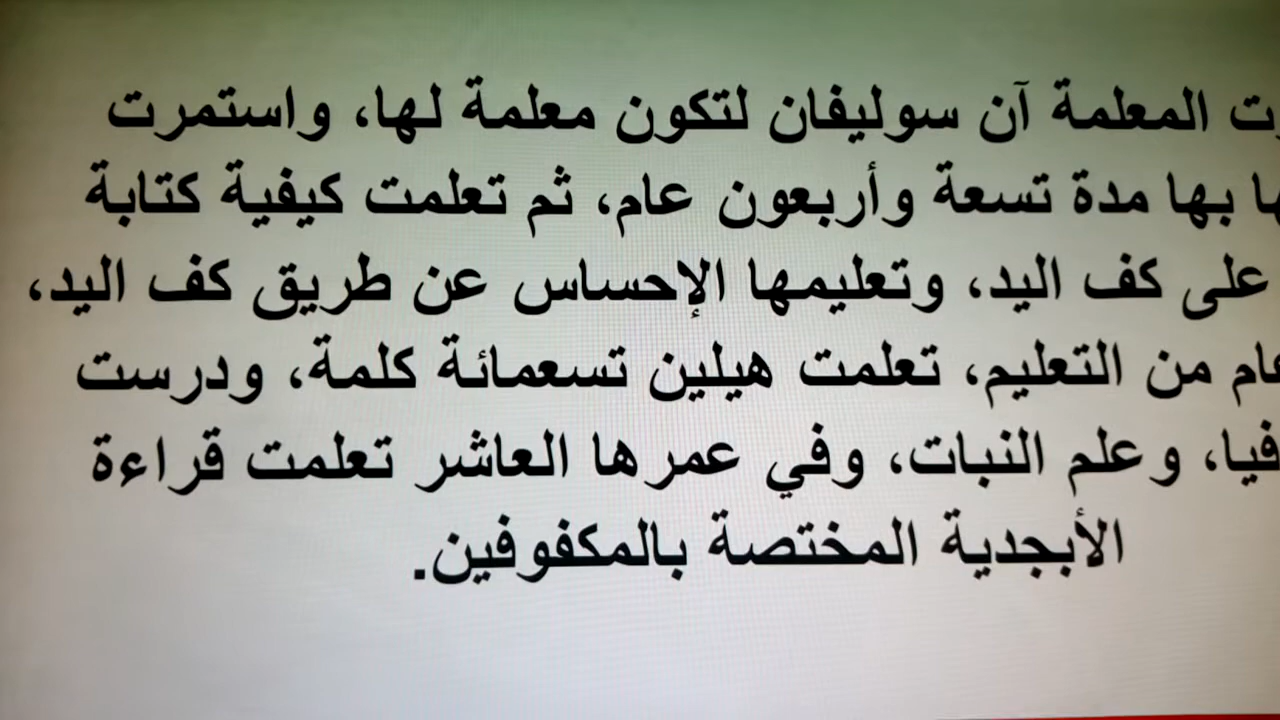 المعلمة آن سوليفان لتكون معلمة لها، واستمرت
بها مدة تسعة وأربعون عام، ثم تعلمت كيفية كتابة
على كف اليد، وتعليمها الإحساس عن طريق كف اليد،
من التعليم، تعلمت هيلين تسعمائة كلمة، ودرست
وعلم النبات، وفي عمرها العاشر تعلمت قراءة
الأبجدية المختصة بالمكفوفين.